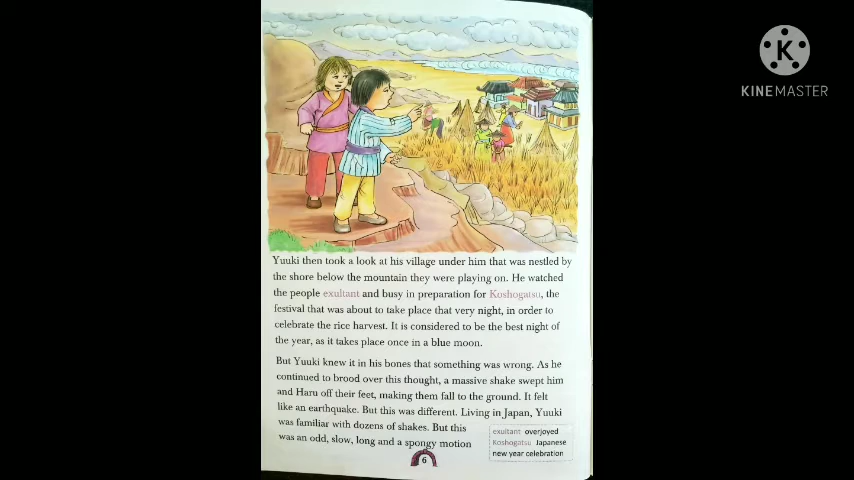 K
KINEMASTER
Yuuki then took a look at his village under him that was nestled by
the shore below the mountain they were playing on. He watched
the people exultant and busy in preparation for Koshogatsu, the
festival that was about to take place that very night, in order to
celebrate the rice harvest. It is considered to be the best night of
the year, as it takes place once in a blue moon.
But Yuuki knew it in his bones that something was wrong. As he
continued to brood over this thought, a massive shake swept him
and Haru off their feet, making them fall to the ground. It felt
like an earthquake. But this was different. Living in Japan, Yuuki
was familiar with dozens of shakes. But this
was an odd, slow, long and a spongy motion
exultant overjoyed
Koshogatsu Japanese
new year celebration
6